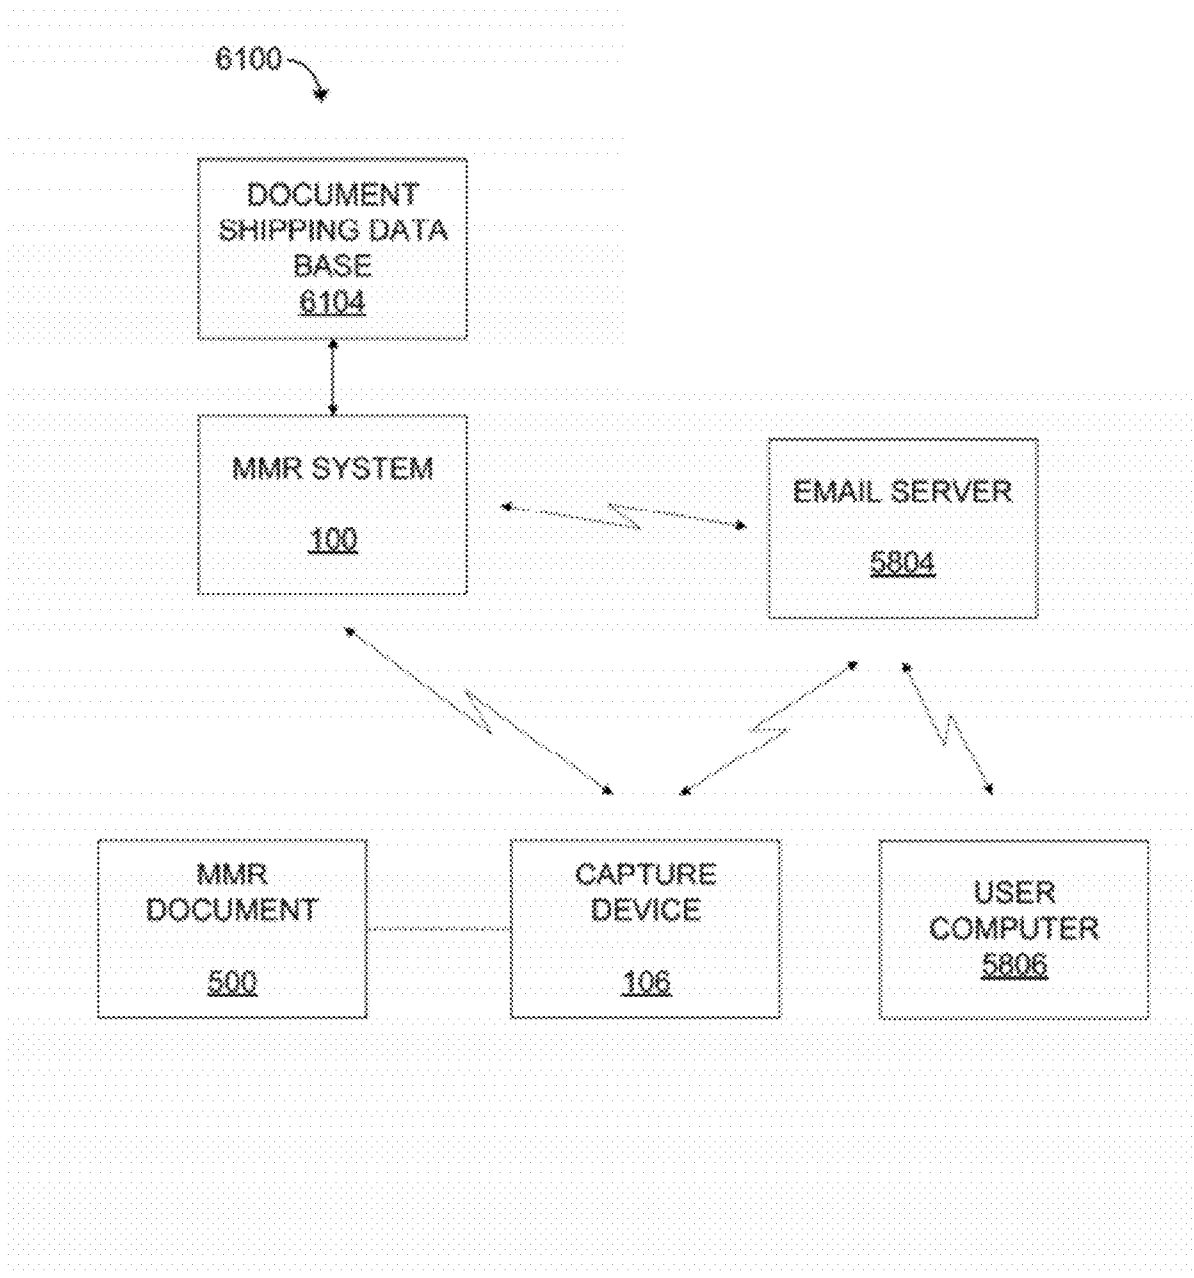 6100
DOCUMENT
SHIPPING DATA
BASE
6104
MMR SYSTEM
100
EMAIL SERVER
5804
MMR
DOCUMENT
500
CAPTURE
DEVICE
106
USER
COMPUTER
5806